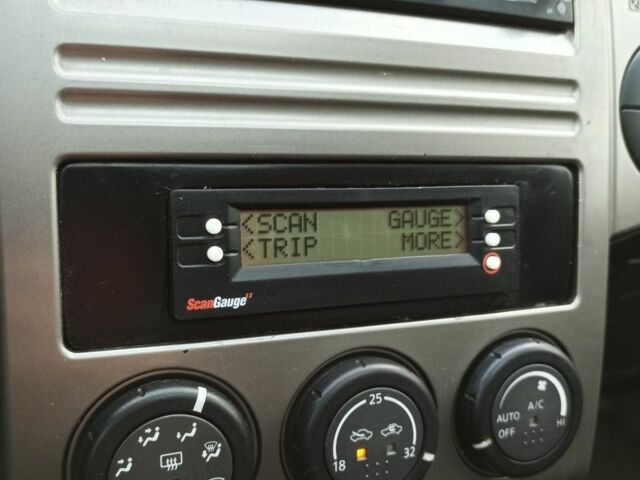 <SCAN GAUGE>
<TRIP MORE>
ScanGauge II
25
18 32
AUTO A/C
OFF HI